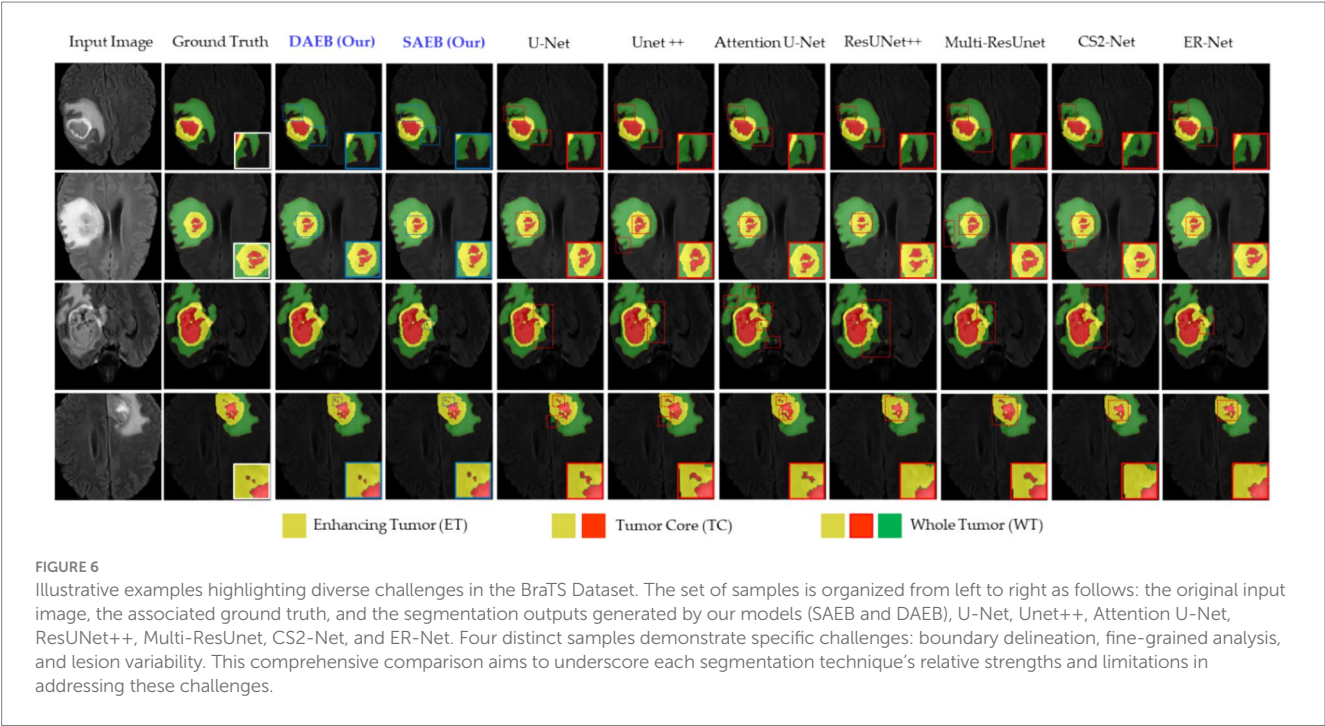 Input Image Ground Truth DAEB (Our) SAEB (Our) U-Net Unet ++ Attention U-Net ResUNet++ Multi-ResUnet CS2-Net ER-Net
Enhancing Tumor (ET) Tumor Core (TC) Whole Tumor (WT)
FIGURE 6
Illustrative examples highlighting diverse challenges in the BraTS Dataset. The set of samples is organized from left to right as follows: the original input
image, the associated ground truth, and the segmentation outputs generated by our models (SAEB and DAEB), U-Net, Unet++, Attention U-Net,
ResUNet++, Multi-ResUnet, CS2-Net, and ER-Net. Four distinct samples demonstrate specific challenges: boundary delineation, fine-grained analysis,
and lesion variability. This comprehensive comparison aims to underscore each segmentation technique’s relative strengths and limitations in
addressing these challenges.